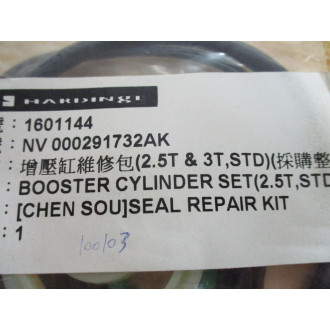 HARDINGE
: 1601144
: NV 000291732AK
: 增壓缸維修包(2.5T & 3T,STD)(採購整
: BOOSTER CYLINDER SET(2.5T,STD
: [CHEN SOU]SEAL REPAIR KIT
: 1
100103